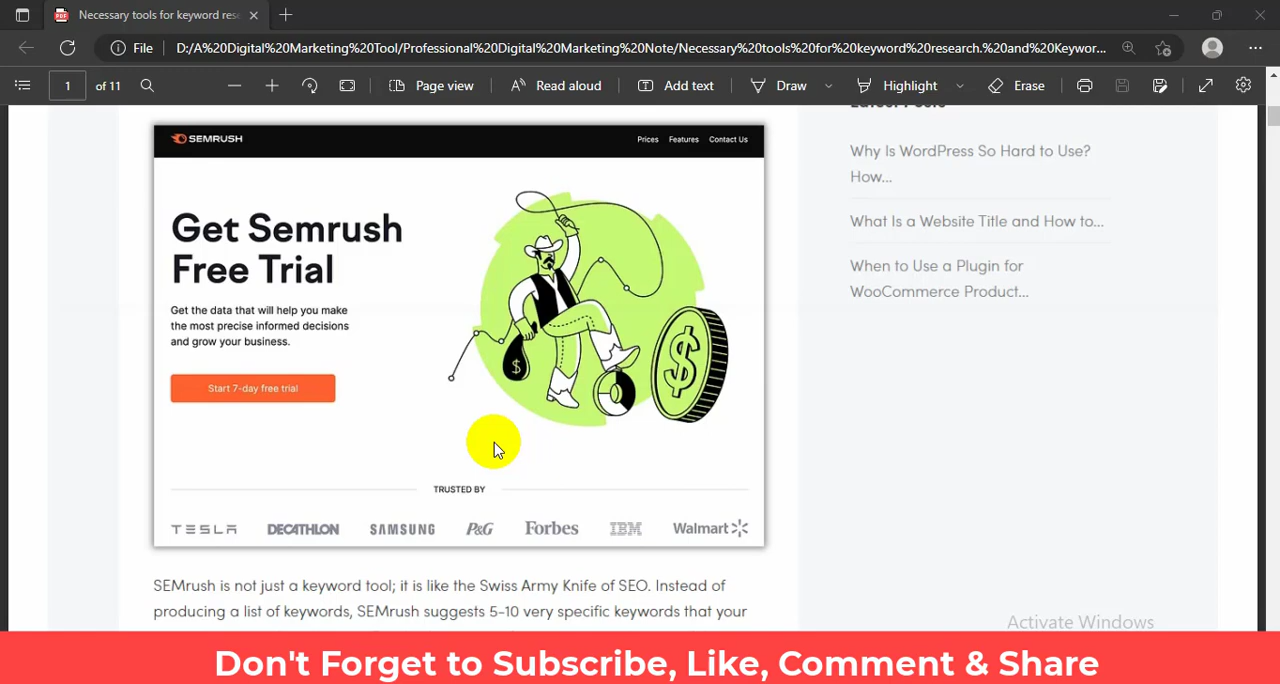 Necessary tools for keyword rese
File
D:/A%20Digital%20Marketing%20Tool/Professional%20Digital%20Marketing%20Note/Necessary%20tools%20for%20keyword%20research.%20and%20Keywor...
1 of 11
Page view
Read aloud
Add text
Draw
Highlight
Erase
SEMRUSH
Prices Features Contact Us
Get Semrush
Free Trial
Get the data that will help you make
the most precise informed decisions
and grow your business.
Start 7-day free trial
$
$
TRUSTED BY
TESLA DECATHLON SAMSUNG P&G Forbes IBM Walmart
SEMrush is not just a keyword tool; it is like the Swiss Army Knife of SEO. Instead of
producing a list of keywords, SEMrush suggests 5-10 very specific keywords that your
Latest Posts
Why Is WordPress So Hard to Use?
How...
What Is a Website Title and How to...
When to Use a Plugin for
WooCommerce Product...
Activate Windows
Don't Forget to Subscribe, Like, Comment & Share